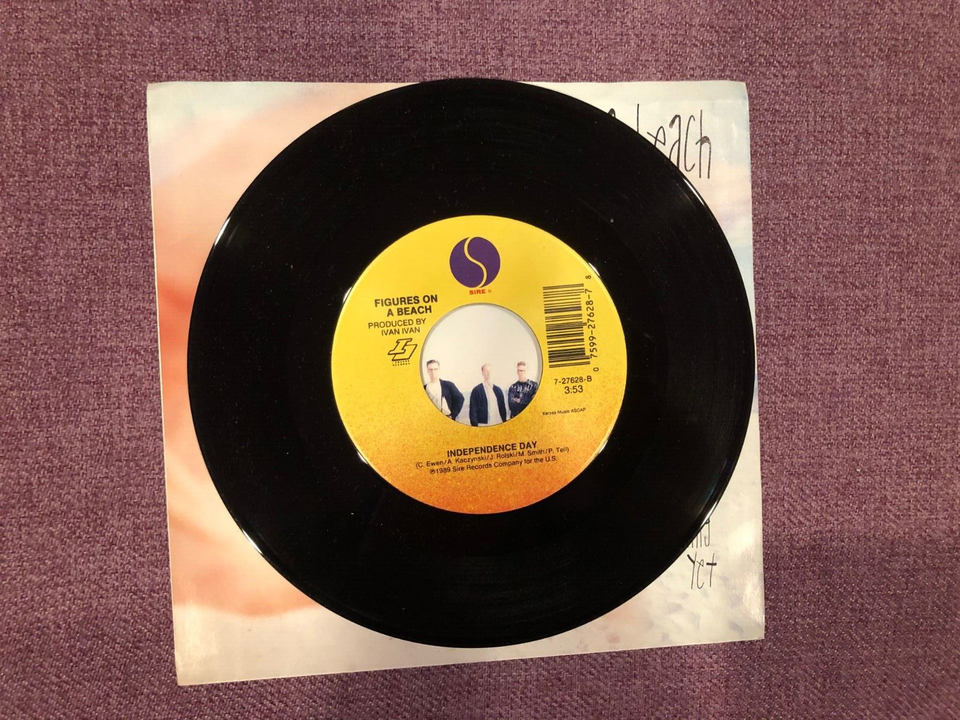 beach
SIRE ®
FIGURES ON
A BEACH
PRODUCED BY
IVAN IVAN
0 7599-27628-7 8
7-27628-B
3:53
INDEPENDENCE DAY
(C. Ewen/A. Kaczynski/J. Rolski/M. Smith/P. Tell)
℗1989 Sire Records Company for the U.S.
yet